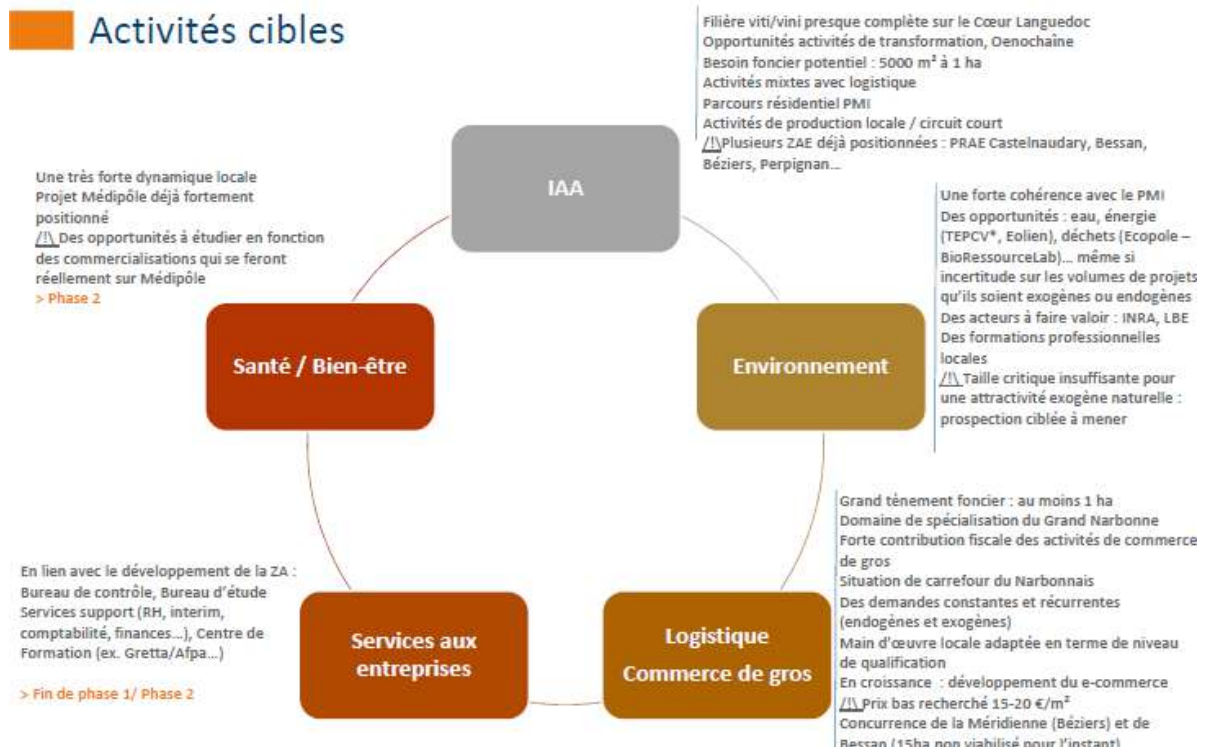 Activités cibles
Filière viti/vini presque complète sur le Cœur Languedoc
Opportunités activités de transformation, Oenochaîne
Besoin foncier potentiel : 5000 m² à 1 ha
Activités mixtes avec logistique
Parcours résidentiel PMI
Activités de production locale / circuit court
/!\Plusieurs ZAE déjà positionnées : PRAE Castelnaudary, Bessan,
Béziers, Perpignan...
IAA
Une très forte dynamique locale
Projet Médipôle déjà fortement
positionné
/!\ Des opportunités à étudier en fonction
des commercialisations qui se feront
réellement sur Médipôle
> Phase 2
Santé / Bien-être
Une forte cohérence avec le PMI
Des opportunités : eau, énergie
(TEPCV*, Eolien), déchets (Ecopole –
BioRessourceLab)... même si
incertitude sur les volumes de projets
qu'ils soient exogènes ou endogènes
Des acteurs à faire valoir : INRA, LBE
Des formations professionnelles
locales
/!\ Taille critique insuffisante pour
une attractivité exogène naturelle :
prospection ciblée à mener
Environnement
En lien avec le développement de la ZA :
Bureau de contrôle, Bureau d'étude
Services support (RH, interim,
comptabilité, finances...), Centre de
Formation (ex. Gretta/Afpa...)
> Fin de phase 1/ Phase 2
Services aux
entreprises
Logistique
Commerce de gros
Grand tènement foncier : au moins 1 ha
Domaine de spécialisation du Grand Narbonne
Forte contribution fiscale des activités de commerce
de gros
Situation de carrefour du Narbonnais
Des demandes constantes et récurrentes
(endogènes et exogènes)
Main d'œuvre locale adaptée en terme de niveau
de qualification
En croissance : développement du e-commerce
/!\ Prix bas recherché 15-20 €/m²
Concurrence de la Méridienne (Béziers) et de
Bessan (15ha non viabilisé pour l'instant)